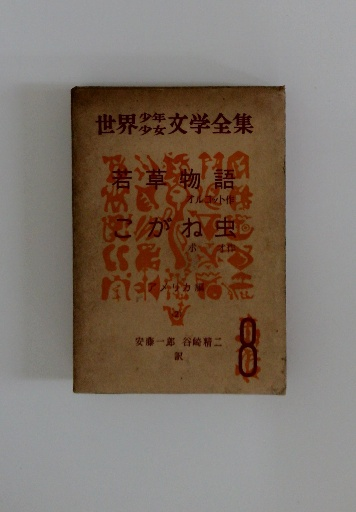 世界少年少女文学全集
若草物語
オルコット作
こがね虫
ポオ作
アメリカ編
2
安藤一郎 谷崎精二
訳
8